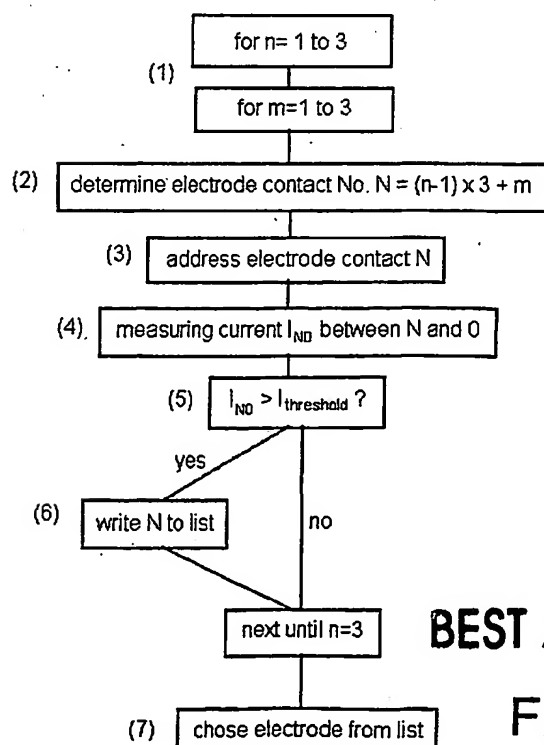 for n= 1 to 3
(1)
for m=1 to 3
(2) determine electrode contact No. N = (n-1) x 3 + m
(3) address electrode contact N
(4). measuring current I_N0 between N and 0
(5) I_N0 > I_threshold ?
yes
(6) write N to list
no
next until n=3
BEST
F
(7) chose electrode from list